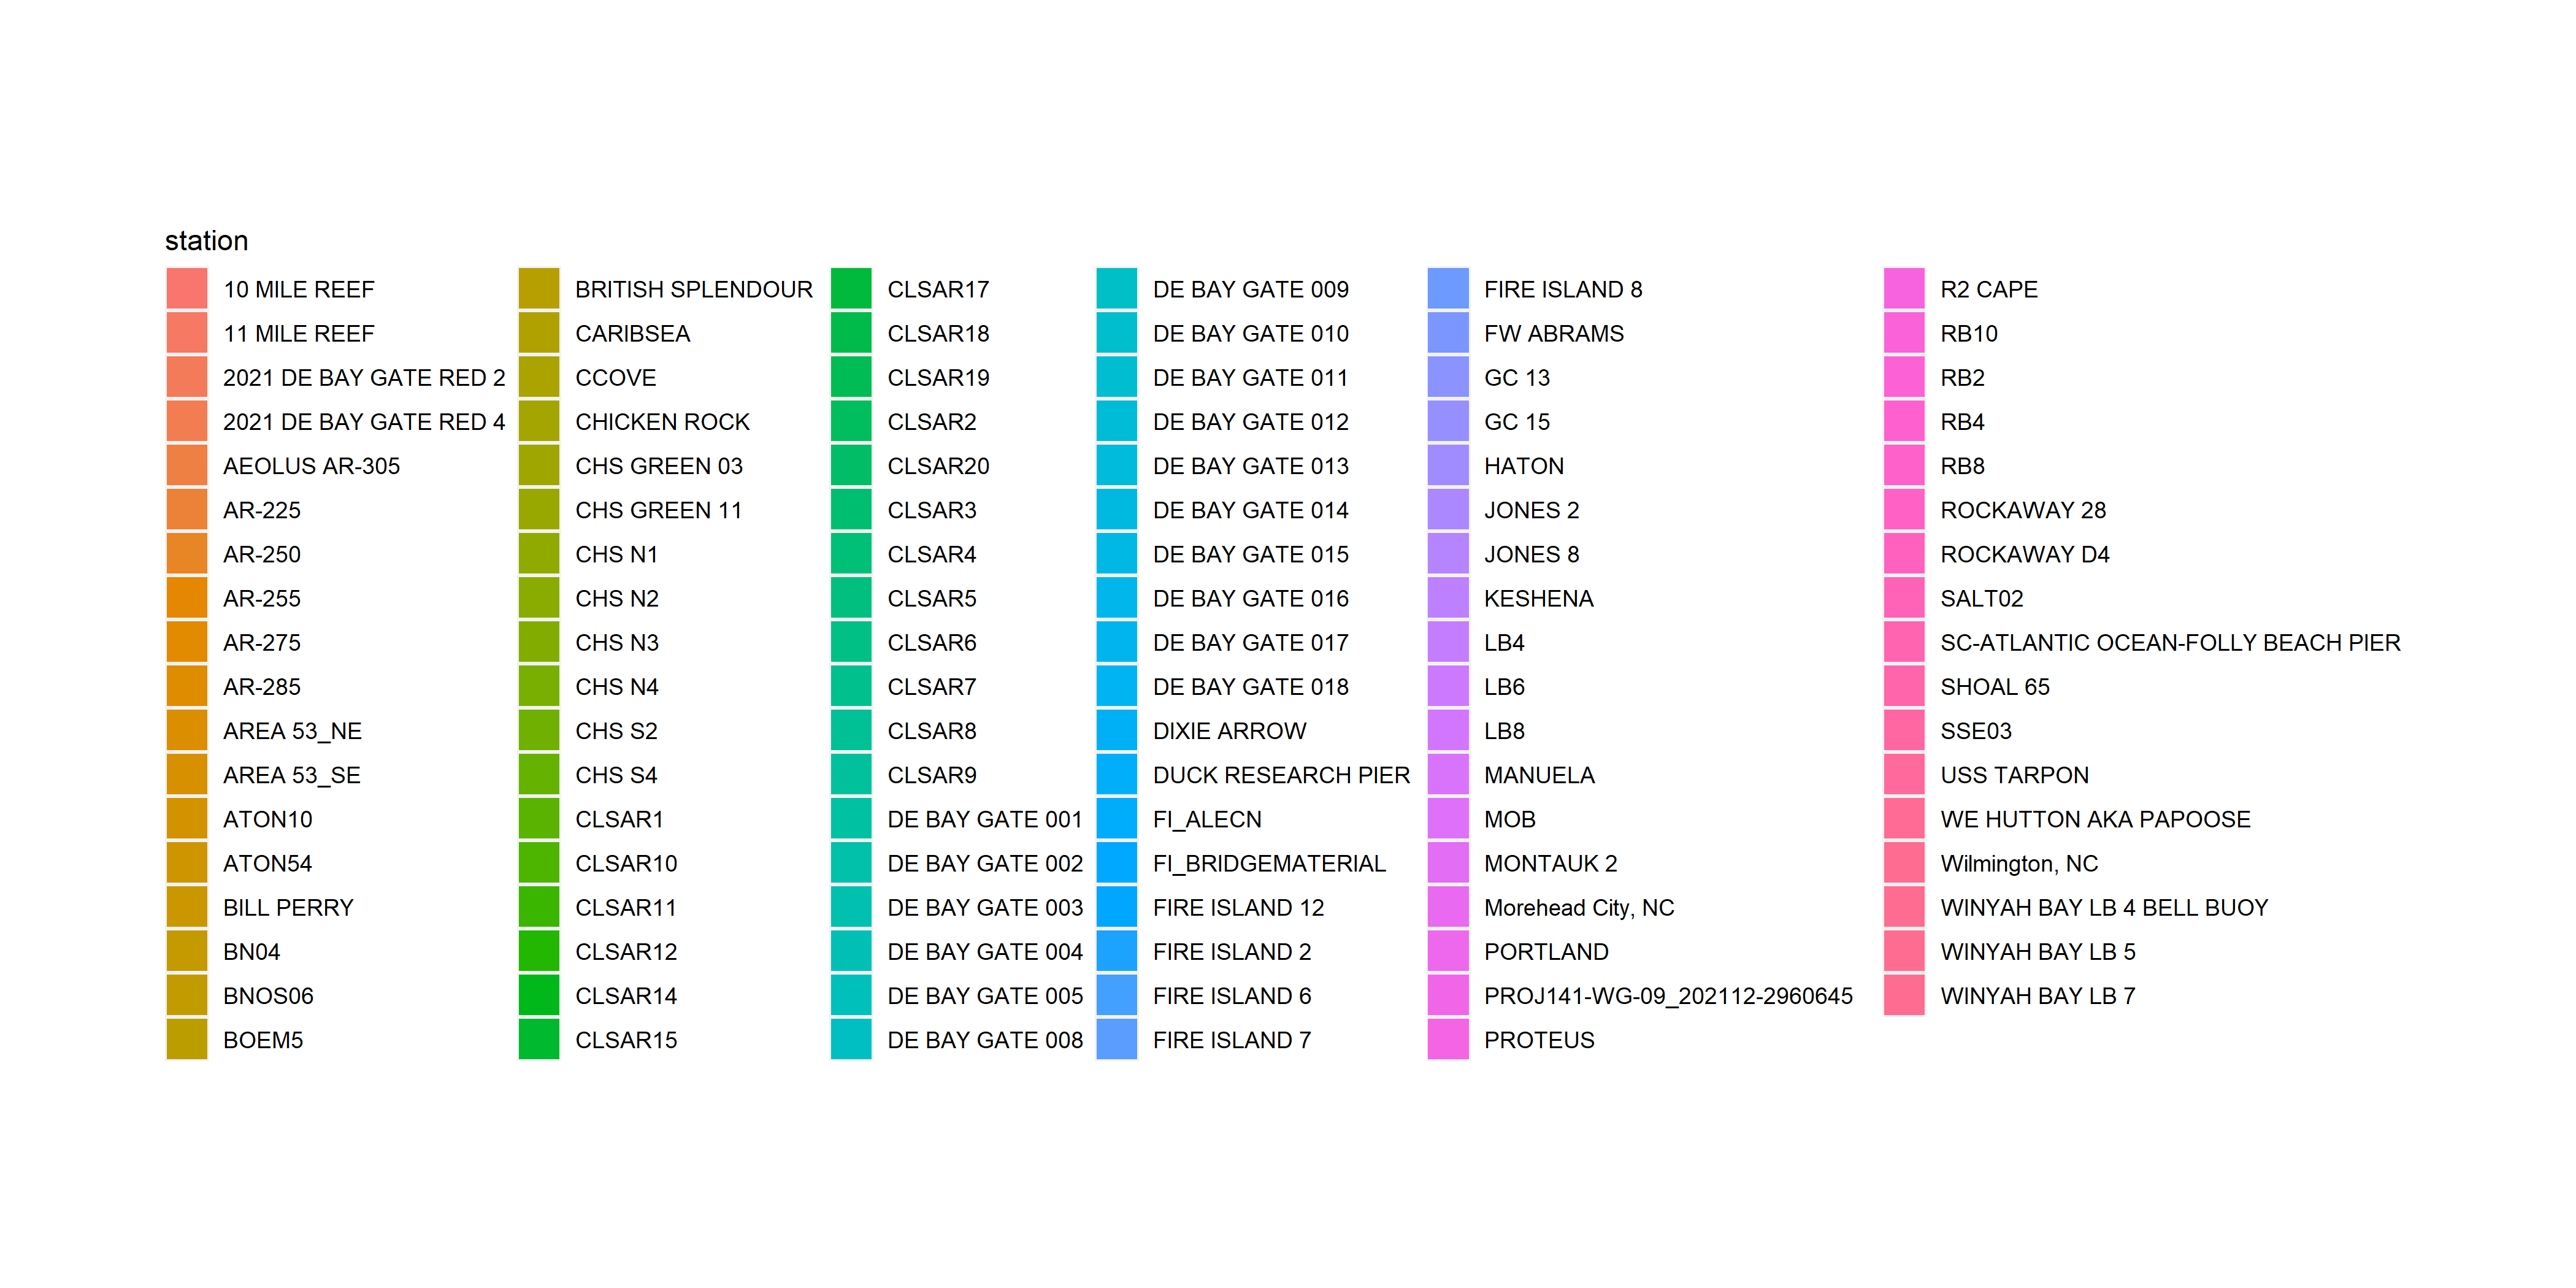 station
10 MILE REEF
11 MILE REEF
2021 DE BAY GATE RED 2
2021 DE BAY GATE RED 4
AEOLUS AR-305
AR-225
AR-250
AR-255
AR-275
AR-285
AREA 53_NE
AREA 53_SE
ATON10
ATON54
BILL PERRY
BN04
BNOS06
BOEM5
BRITISH SPLENDOUR
CARIBSEA
CCOVE
CHICKEN ROCK
CHS GREEN 03
CHS GREEN 11
CHS N1
CHS N2
CHS N3
CHS N4
CHS S2
CHS S4
CLSAR1
CLSAR10
CLSAR11
CLSAR12
CLSAR14
CLSAR15
CLSAR17
CLSAR18
CLSAR19
CLSAR2
CLSAR20
CLSAR3
CLSAR4
CLSAR5
CLSAR6
CLSAR7
CLSAR8
CLSAR9
DE BAY GATE 001
DE BAY GATE 002
DE BAY GATE 003
DE BAY GATE 004
DE BAY GATE 005
DE BAY GATE 008
DE BAY GATE 009
DE BAY GATE 010
DE BAY GATE 011
DE BAY GATE 012
DE BAY GATE 013
DE BAY GATE 014
DE BAY GATE 015
DE BAY GATE 016
DE BAY GATE 017
DE BAY GATE 018
DIXIE ARROW
DUCK RESEARCH PIER
FI_ALECN
FI_BRIDGEMATERIAL
FIRE ISLAND 12
FIRE ISLAND 2
FIRE ISLAND 6
FIRE ISLAND 7
FIRE ISLAND 8
FW ABRAMS
GC 13
GC 15
HATON
JONES 2
JONES 8
KESHENA
LB4
LB6
LB8
MANUELA
MOB
MONTAUK 2
Morehead City, NC
PORTLAND
PROJ141-WG-09_202112-2960645
PROTEUS
R2 CAPE
RB10
RB2
RB4
RB8
ROCKAWAY 28
ROCKAWAY D4
SALT02
SC-ATLANTIC OCEAN-FOLLY BEACH PIER
SHOAL 65
SSE03
USS TARPON
WE HUTTON AKA PAPOOSE
Wilmington, NC
WINYAH BAY LB 4 BELL BUOY
WINYAH BAY LB 5
WINYAH BAY LB 7